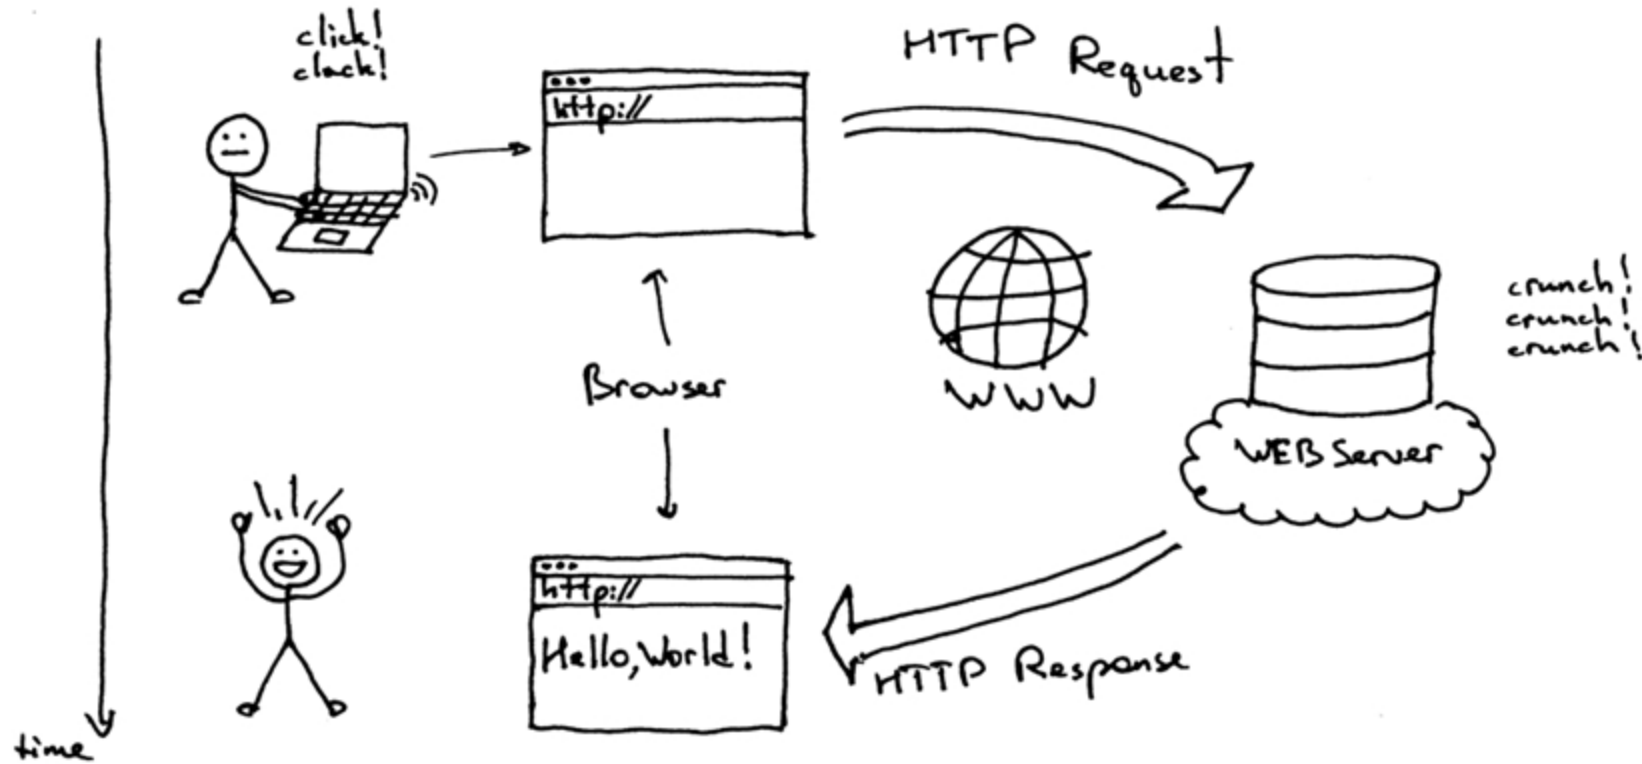 click!
clack!
HTTP Request
http://
crunch!
crunch!
crunch!
Browser
WWW
WEB Server
http://
Hello, World!
HTTP Response
time